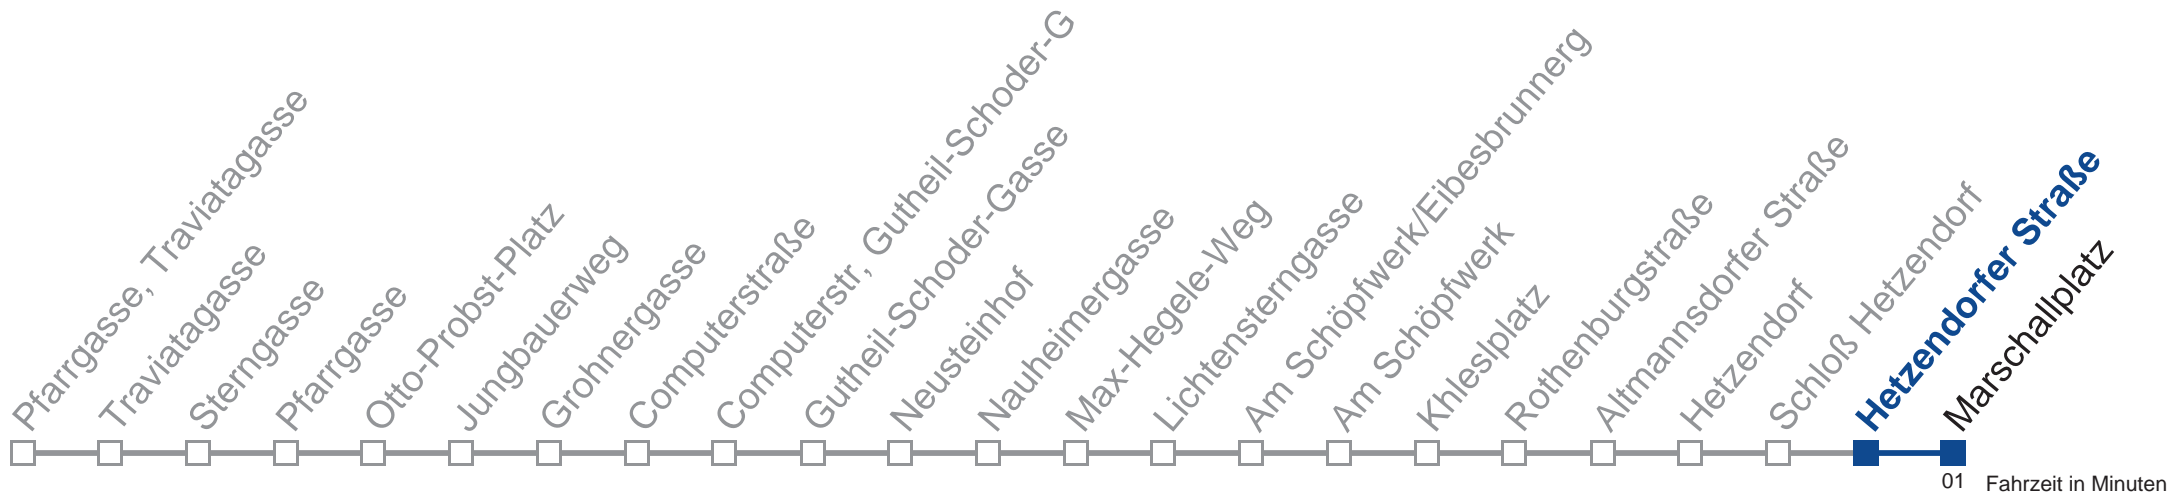 Pfarrgasse, Traviatagasse
Traviatagasse
Sterngasse
Pfarrgasse
Otto-Probst-Platz
Jungbauerweg
Grohnergasse
Computerstraße
Computerstr, Gutheil-Schoder-G
Gutheil-Schoder-Gasse
Neusteinhof
Nauheimergasse
Max-Hegele-Weg
Lichtensterngasse
Am Schöpfwerk/Eibesbrunnerg
Am Schöpfwerk
Khleslplatz
Rothenburgstraße
Altmannsdorfer Straße
Hetzendorf
Schloß Hetzendorf
Hetzendorfer Straße
Marschallplatz
01 Fahrzeit in Minuten